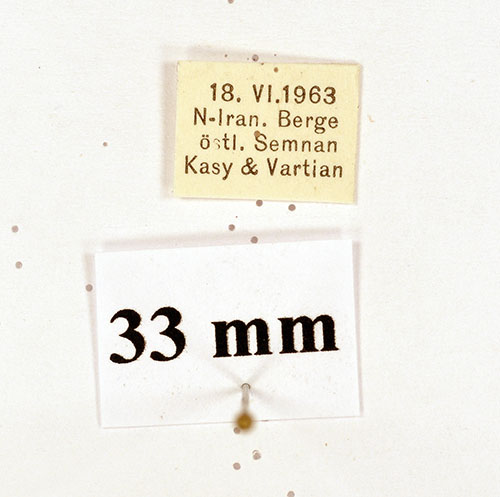 18. VI.1963
N-Iran. Berge
östl. Semnan
Kasy & Vartian
33 mm